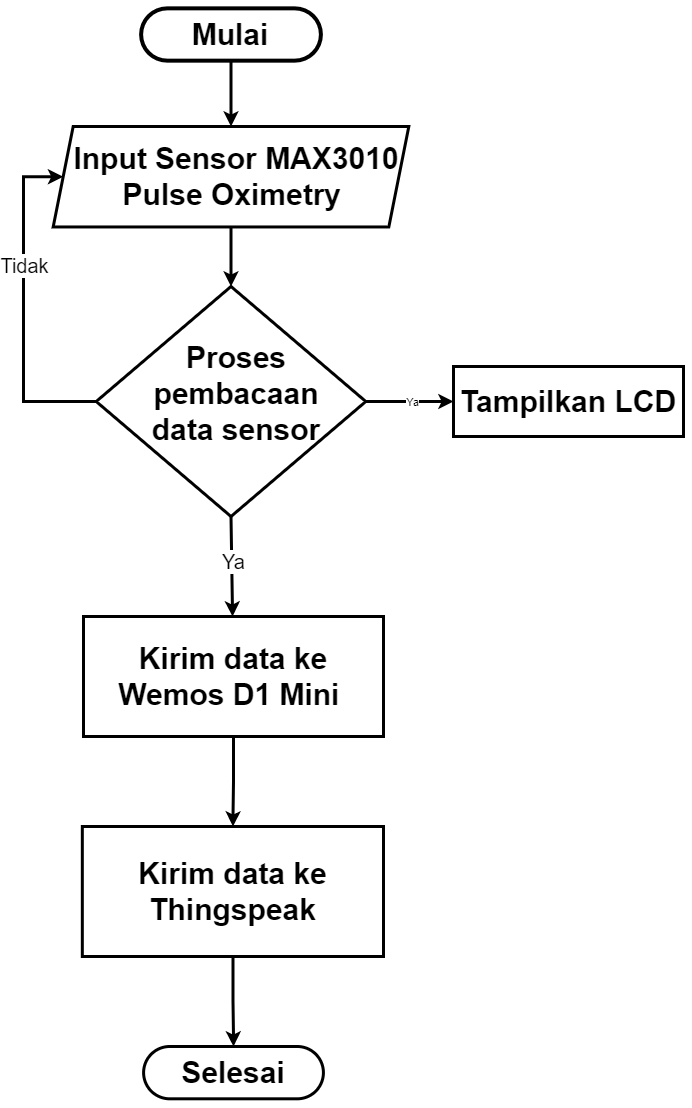 Mulai
Input Sensor MAX3010
Pulse Oximetry
Tidak
Proses
pembacaan
data sensor
Ya
Tampilkan LCD
Ya
Kirim data ke
Wemos D1 Mini
Kirim data ke
Thingspeak
Selesai